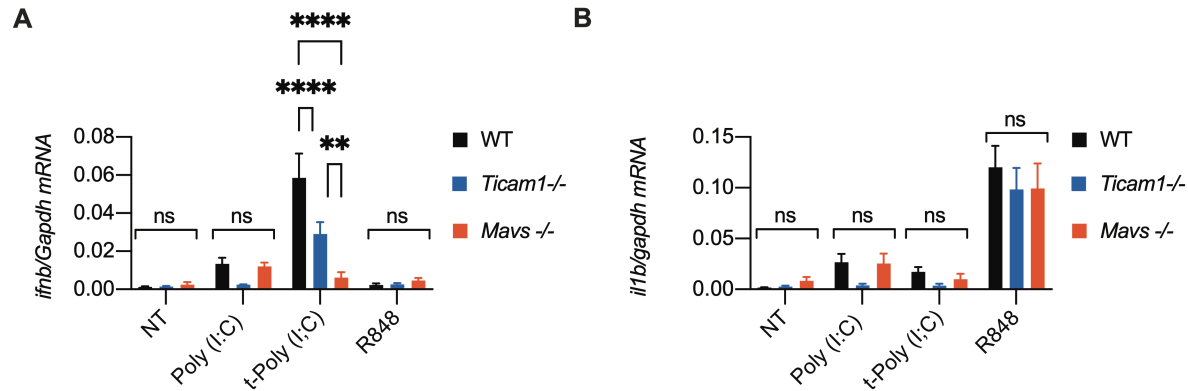 A
****
****
**
0.08
0.06
0.04
0.02
0.00
ifnb/Gapdh mRNA
ns
ns
ns
NT
Poly (I:C)
t-Poly (I;C)
R848
WT
Ticam1-/-
Mavs -/-
B
0.15
0.10
0.05
0.00
il1b/gapdh mRNA
ns
ns
ns
ns
NT
Poly (I:C)
t-Poly (I;C)
R848
WT
Ticam1-/-
Mavs -/-